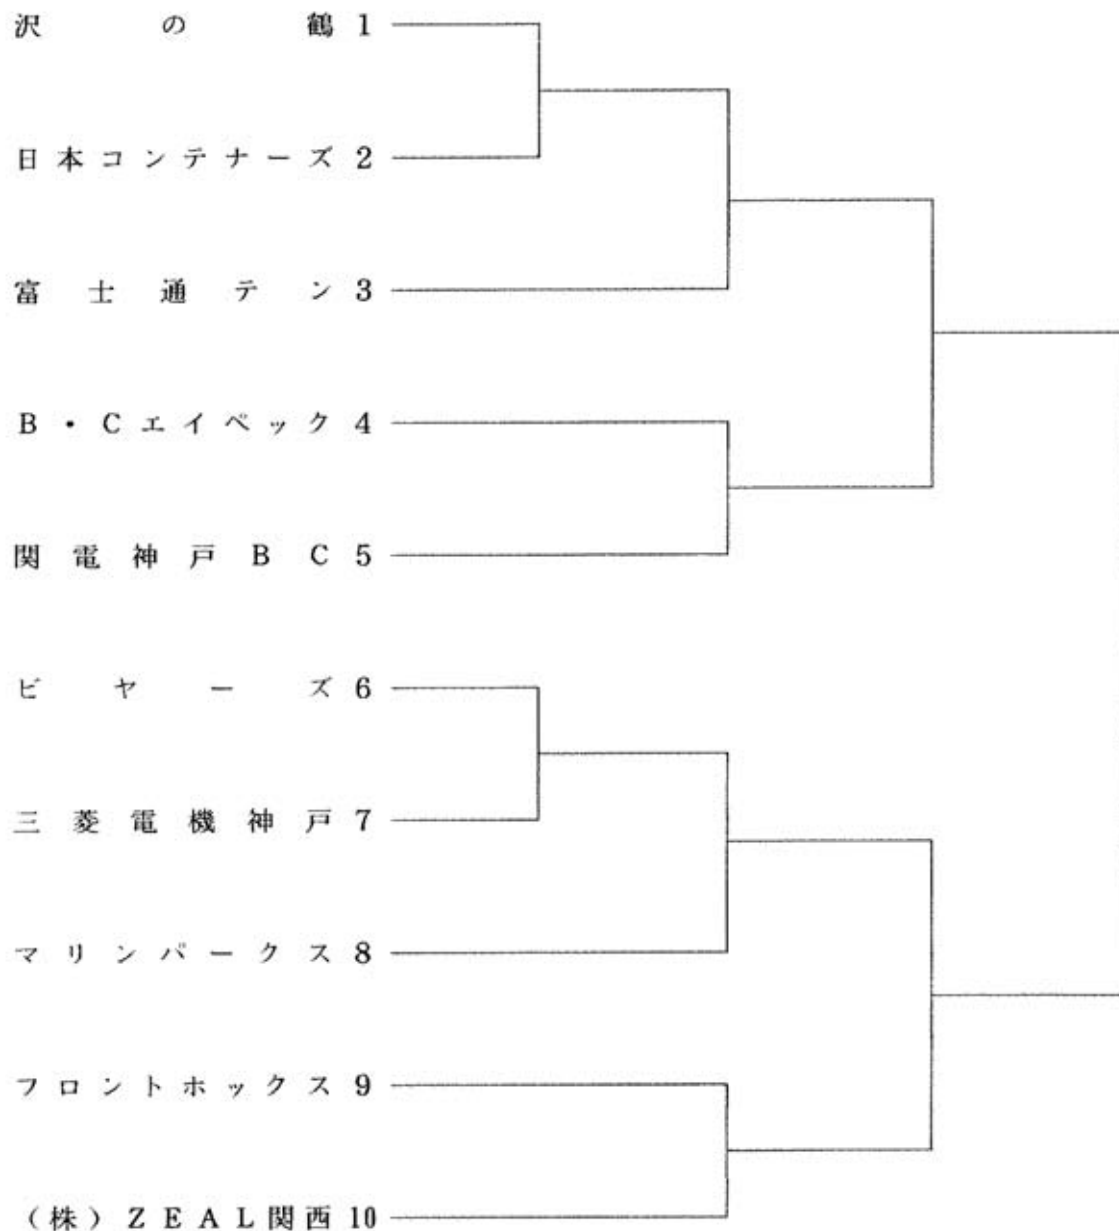 沢の鶴 1
日本コンテナーズ 2
富士通テン 3
B・Cエイペック 4
関電神戸BC 5
ビヤーズ 6
三菱電機神戸 7
マリンパークス 8
フロントホックス 9
(株)ZEAL関西 10